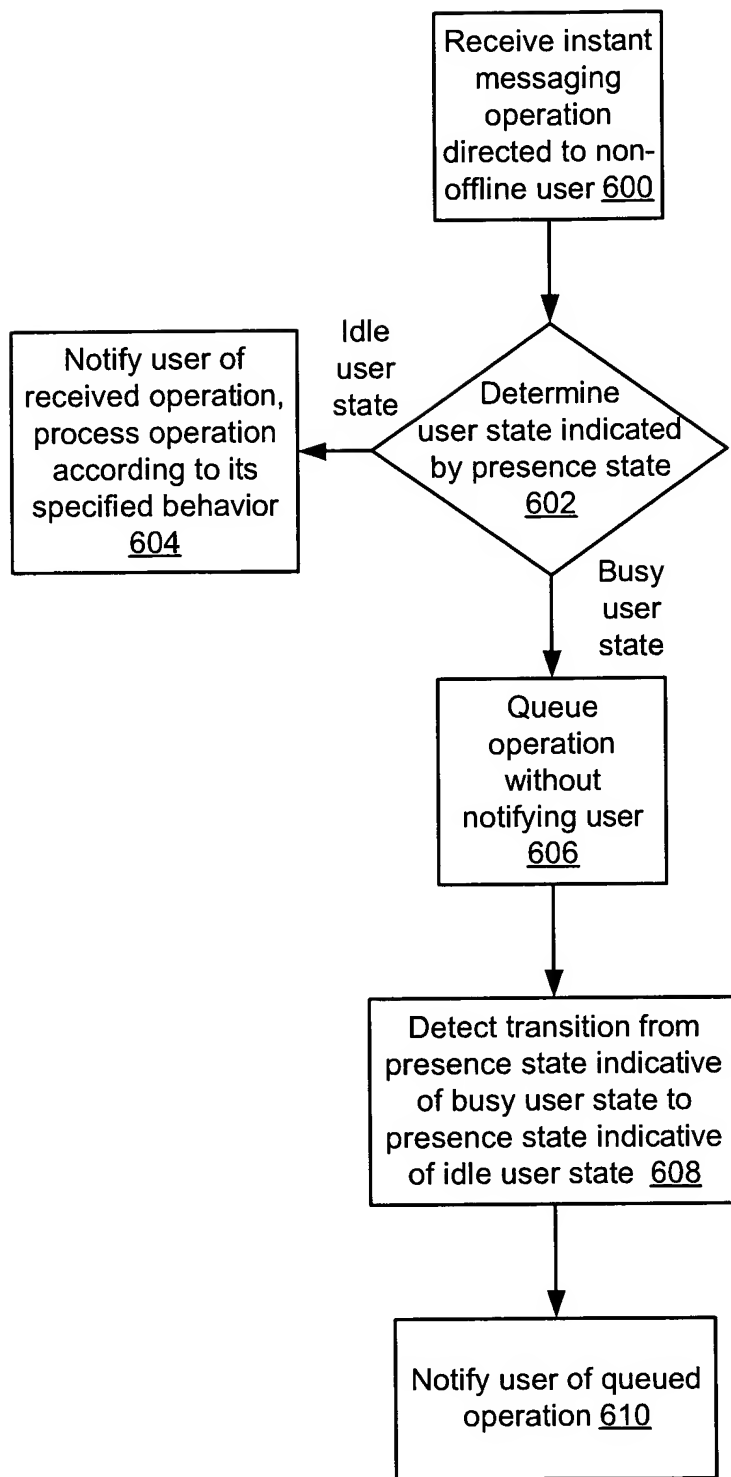 Receive instant
messaging
operation
directed to non-
offline user 600
Idle
user
state
Notify user of
received operation,
process operation
according to its
specified behavior
604
Determine
user state indicated
by presence state
602
Busy
user
state
Queue
operation
without
notifying user
606
Detect transition from
presence state indicative
of busy user state to
presence state indicative
of idle user state 608
Notify user of queued
operation 610